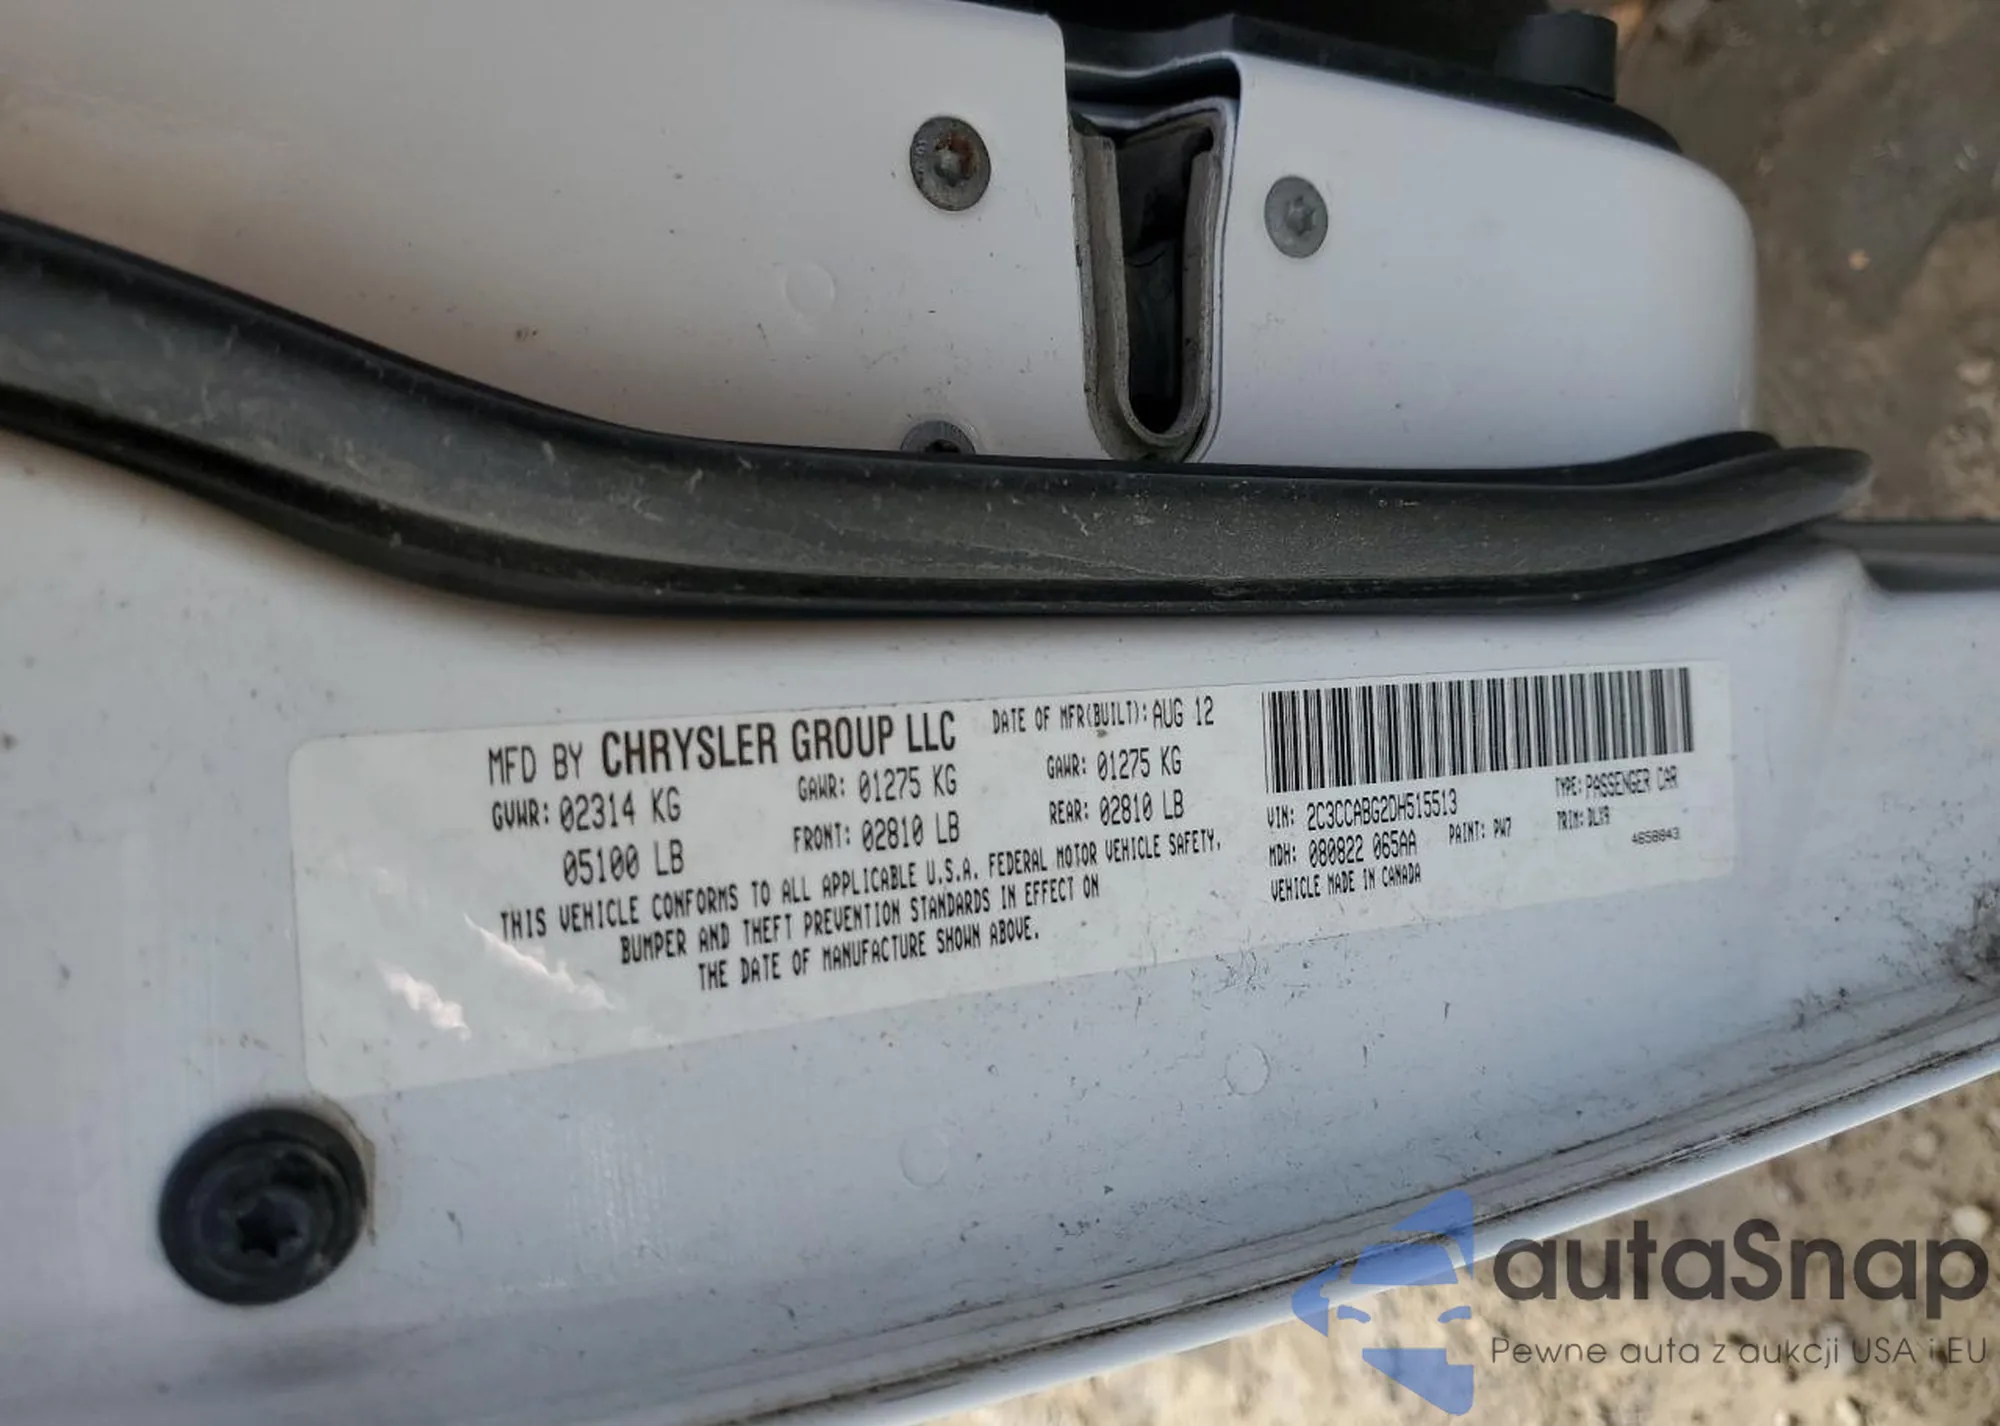 MFD BY CHRYSLER GROUP LLC DATE OF MFR(BUILT): AUG 12
GVWR: 02314 KG GAWR: 01275 KG GAWR: 01275 KG
05100 LB FRONT: 02810 LB REAR: 02810 LB
THIS VEHICLE CONFORMS TO ALL APPLICABLE U.S.A. FEDERAL MOTOR VEHICLE SAFETY,
BUMPER AND THEFT PREVENTION STANDARDS IN EFFECT ON
THE DATE OF MANUFACTURE SHOWN ABOVE.
VIN: 2C3CCABG2DH515513 TYPE: PASSENGER CAR
MDH: 080822 065AA PAINT: PW7 TRIM: DLX9
VEHICLE MADE IN CANADA 4658843
autaSnap
Pewne auta z aukcji USA i EU